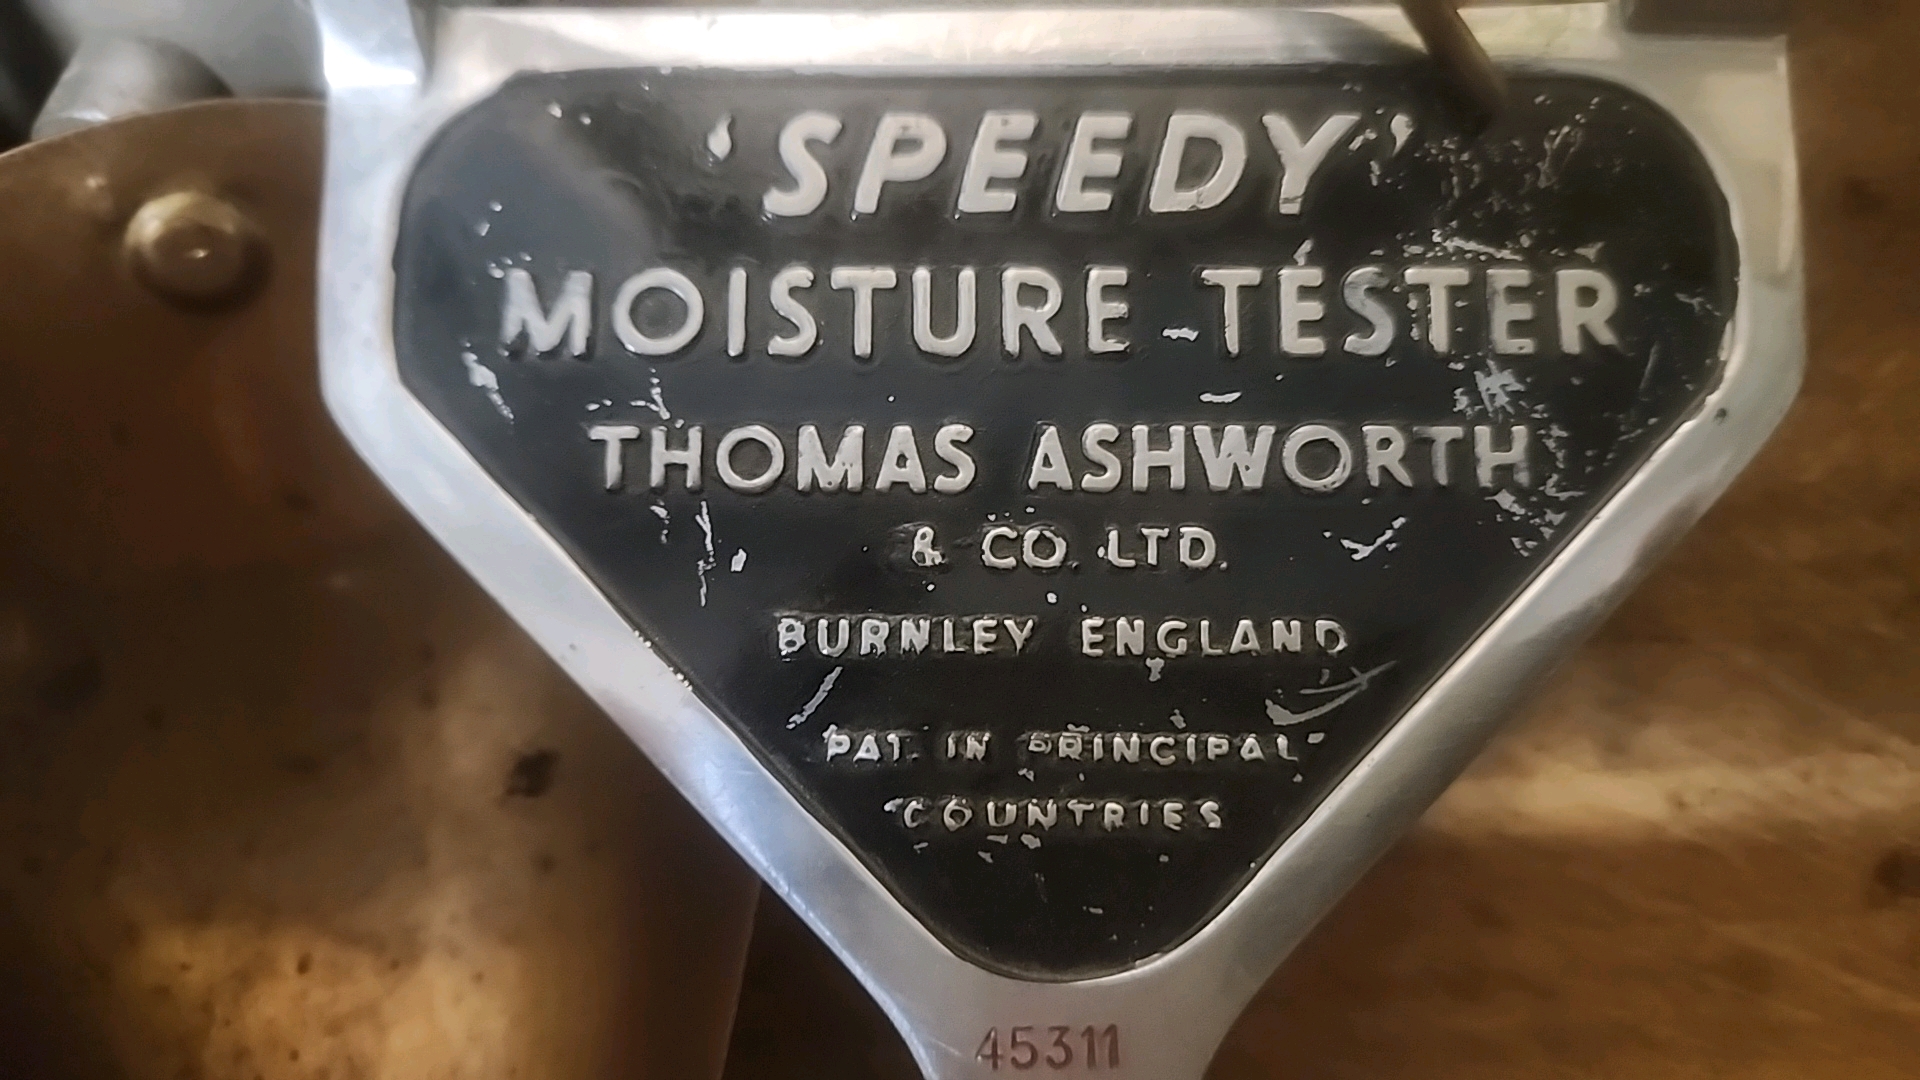 'SPEEDY'
MOISTURE TESTER
THOMAS ASHWORTH
& CO. LTD.
BURNLEY ENGLAND
PAT. IN PRINCIPAL
COUNTRIES
45311